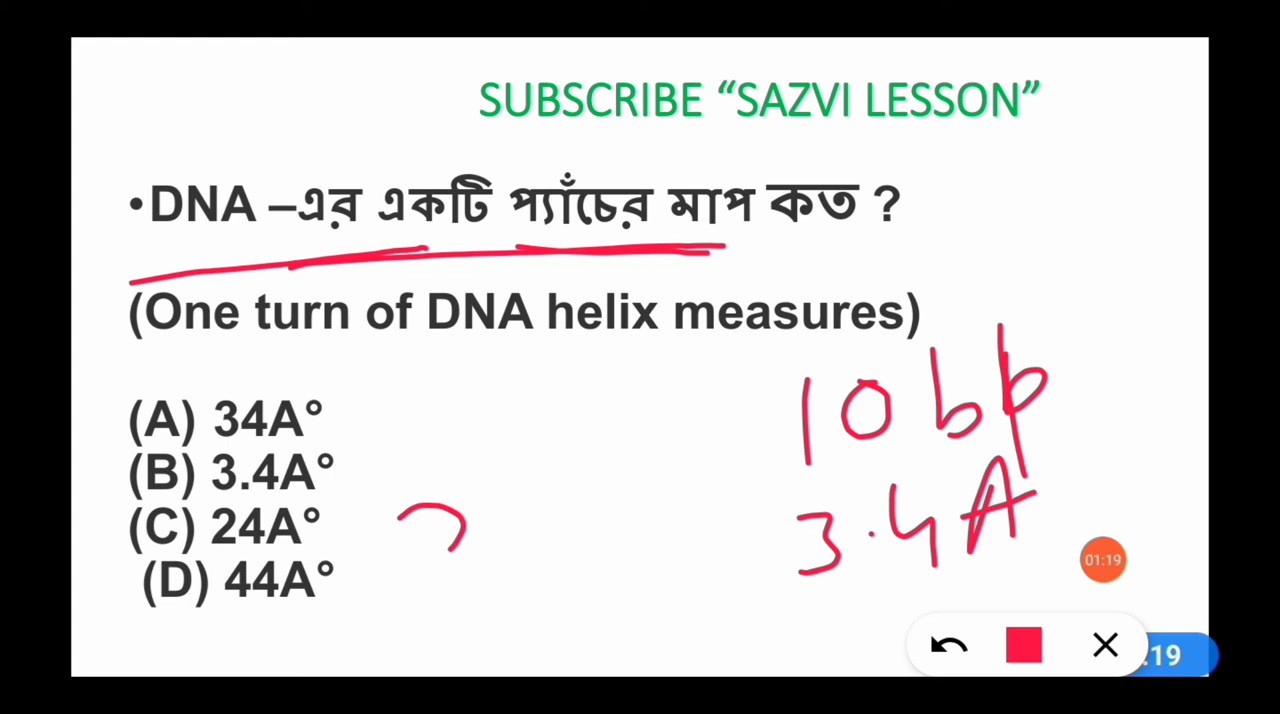 SUBSCRIBE “SAZVI LESSON”
•DNA –এর একটি প্যাঁচের মাপ কত ?
(One turn of DNA helix measures)
(A) 34A°
(B) 3.4A°
(C) 24A°
(D) 44A°
10 bp
3.4A
01:19
:19